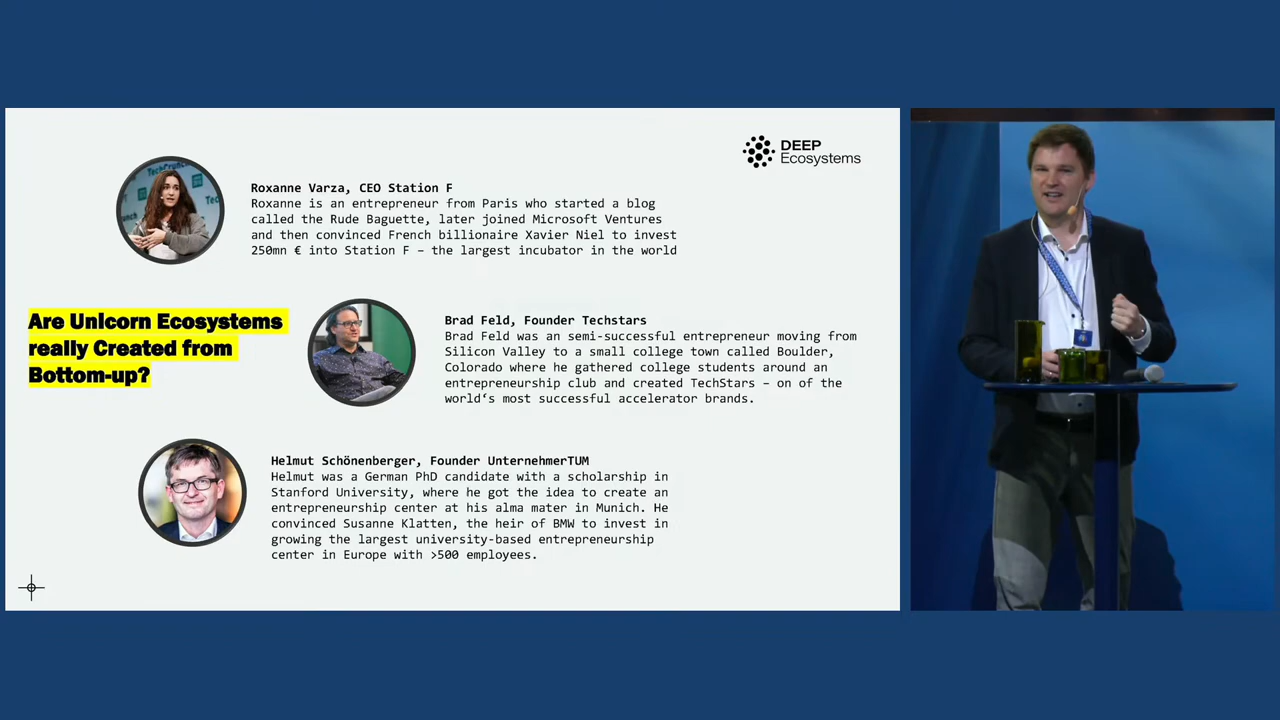 DEEP
Ecosystems
Roxanne Varza, CEO Station F
Roxanne is an entrepreneur from Paris who started a blog
called the Rude Baguette, later joined Microsoft Ventures
and then convinced French billionaire Xavier Niel to invest
250mn € into Station F – the largest incubator in the world
Are UnIcorn Ecosystems
really Created from
Bottom-up?
Brad Feld, Founder Techstars
Brad Feld was an semi-successful entrepreneur moving from
Silicon Valley to a small college town called Boulder,
Colorado where he gathered college students around an
entrepreneurship club and created TechStars – on of the
world‘s most successful accelerator brands.
Helmut Schönenberger, Founder UnternehmerTUM
Helmut was a German PhD candidate with a scholarship in
Stanford University, where he got the idea to create an
entrepreneurship center at his alma mater in Munich. He
convinced Susanne Klatten, the heir of BMW to invest in
growing the largest university-based entrepreneurship
center in Europe with >500 employees.